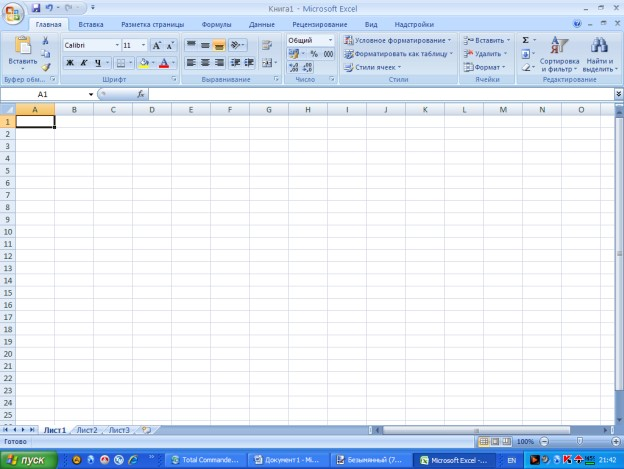 Книга1 - Microsoft Excel
Главная Вставка Разметка страницы Формулы Данные Рецензирование Вид Надстройки
Вставить
Calibri 11
Ж К Ч
Общий
% 000
Условное форматирование
Форматировать как таблицу
Стили ячеек
Вставить
Удалить
Формат
Σ
Сортировка и фильтр
Найти и выделить
Буфер обм... Шрифт Выравнивание Число Стили Ячейки Редактирование
A1 fx
A B C D E F G H I J K L M N O
1
2
3
4
5
6
7
8
9
10
11
12
13
14
15
16
17
18
19
20
21
22
23
24
25
Лист1 Лист2 Лист3
Готово 100%
пуск Total Commande... Документ1 - Mi... Безымянный (7... Microsoft Excel -... EN 21:42